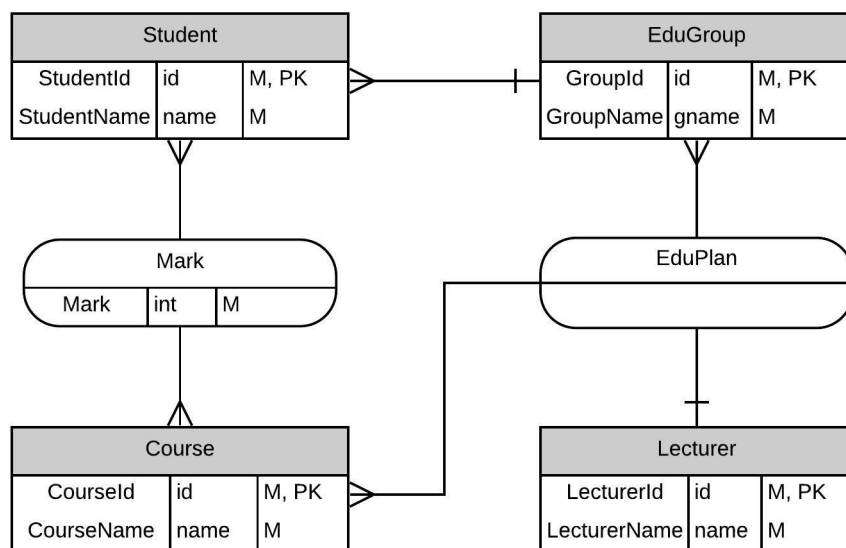 Student
StudentId id M, PK
StudentName name M
EduGroup
GroupId id M, PK
GroupName gname M
Mark
Mark int M
EduPlan
Course
CourseId id M, PK
CourseName name M
Lecturer
LecturerId id M, PK
LecturerName name M